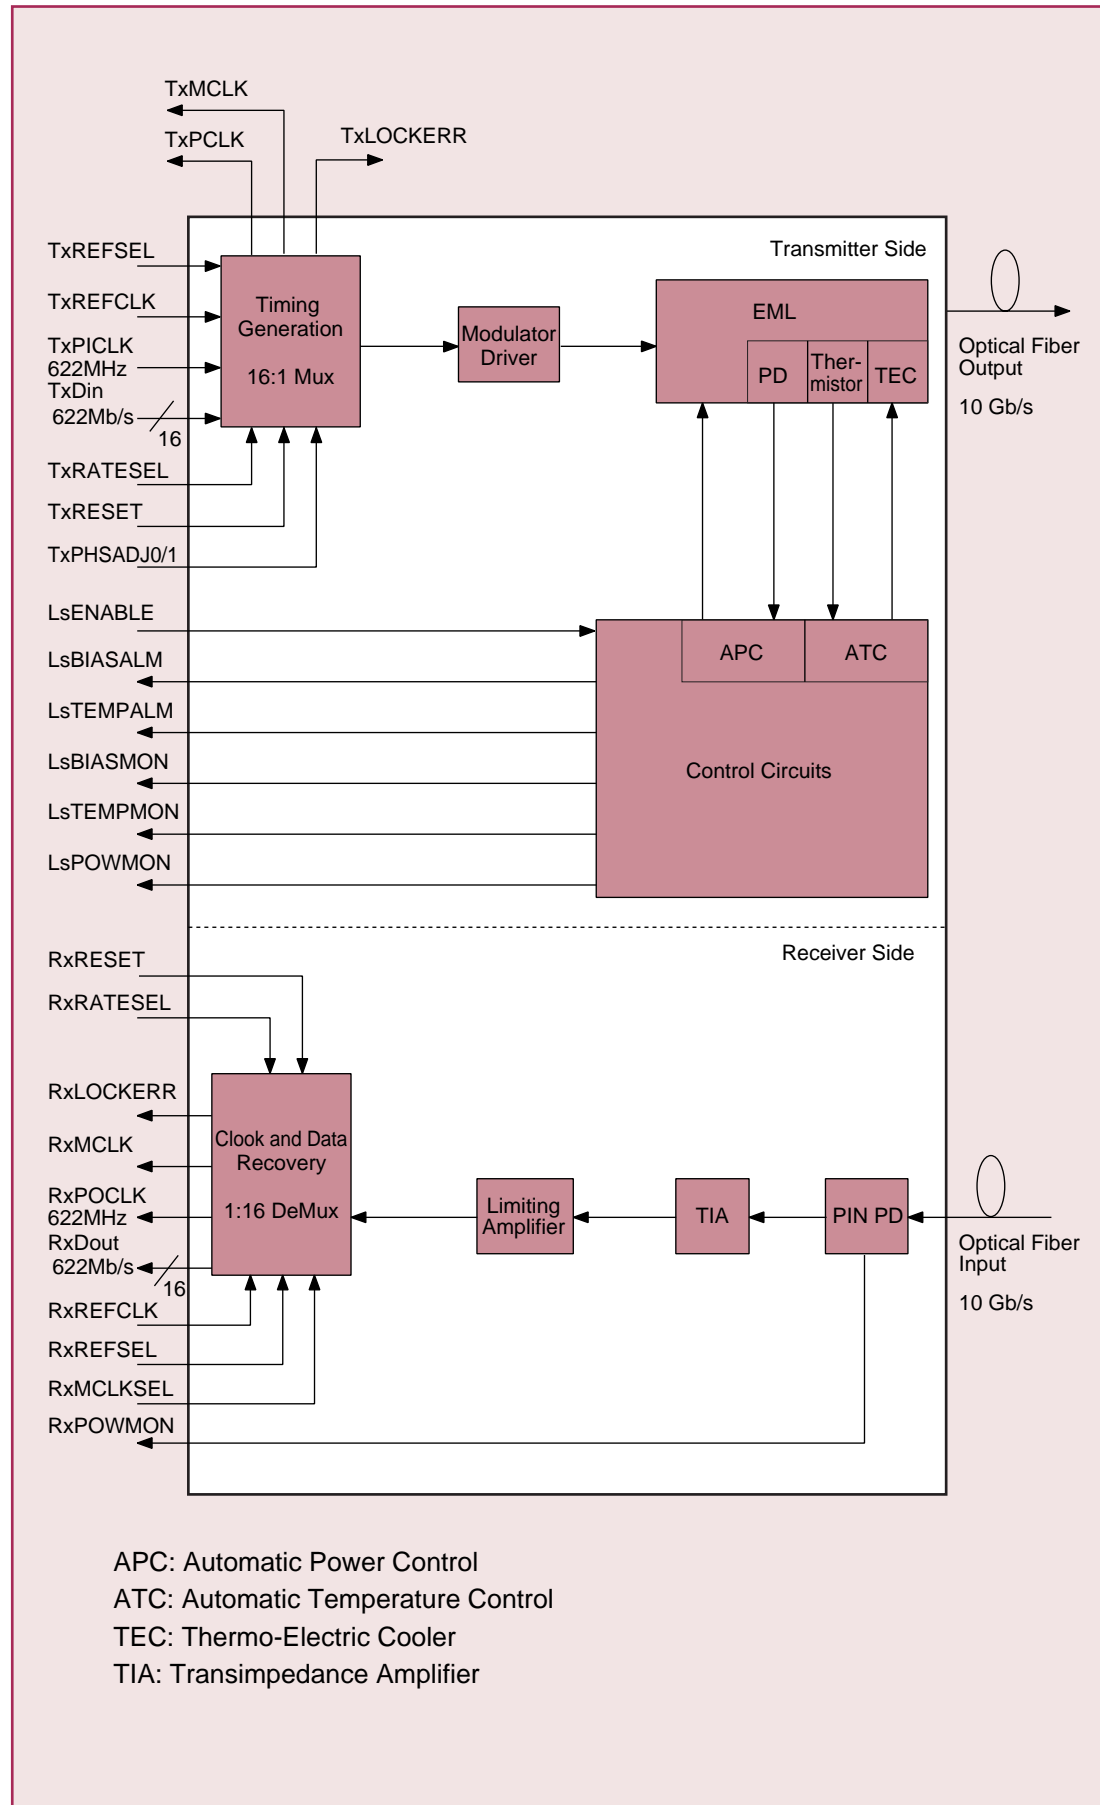 TxMCLK
TxPCLK
TxLOCKERR
TxREFSEL
Transmitter Side
TxREFCLK
Timing
Generation
16:1 Mux
EML
Modulator
Driver
TxPICLK
622MHz
TxDin
622Mb/s
16
PD
Ther-
mistor
TEC
Optical Fiber
Output
10 Gb/s
TxRATESEL
TxRESET
TxPHSADJ0/1
LsENABLE
LsBIASALM
APC
ATC
LsTEMPALM
LsBIASMON
Control Circuits
LsTEMPMON
LsPOWMON
RxRESET
Receiver Side
RxRATESEL
RxLOCKERR
RxMCLK
Clook and Data
Recovery
1:16 DeMux
RxPOCLK
622MHz
RxDout
622Mb/s
16
Limiting
Amplifier
TIA
PIN PD
Optical Fiber
Input
10 Gb/s
RxREFCLK
RxREFSEL
RxMCLKSEL
RxPOWMON
APC: Automatic Power Control
ATC: Automatic Temperature Control
TEC: Thermo-Electric Cooler
TIA: Transimpedance Amplifier